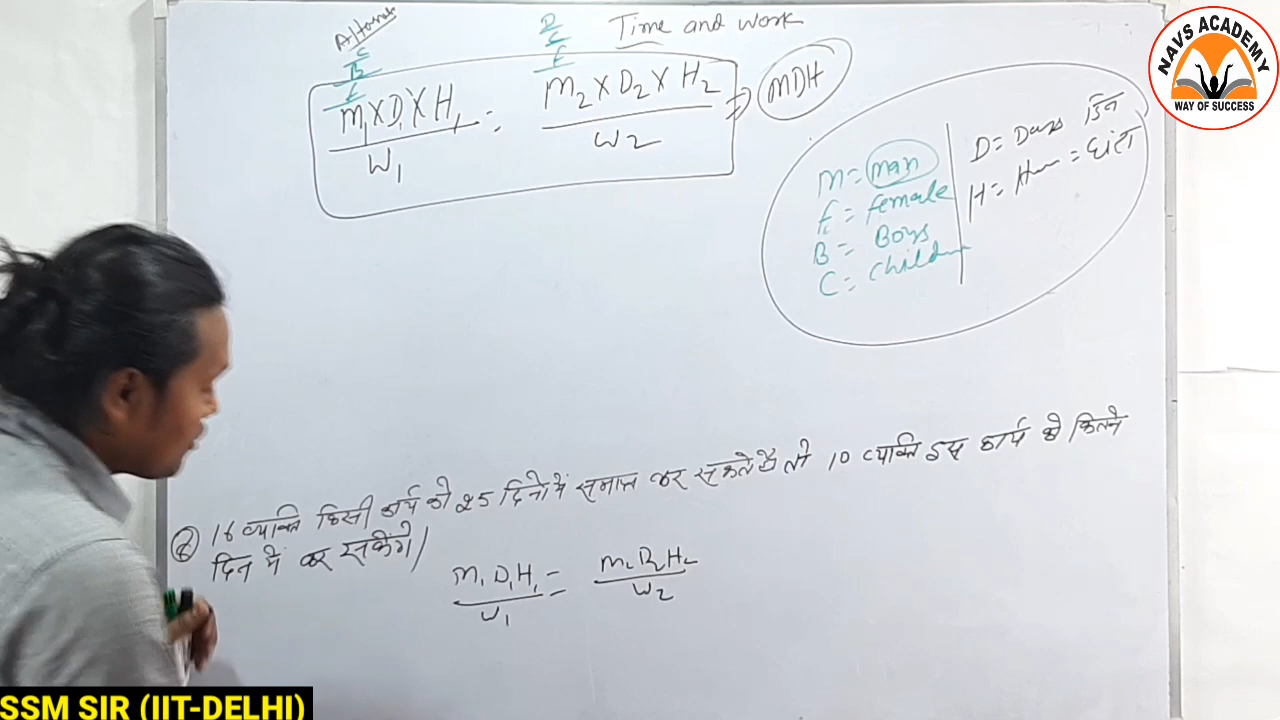 Time and work
Alternate
C
B
f
D
C
f
M₁×D₁×H₁ / W₁ = M₂×D₂×H₂ / W₂ ⇒ MDH
M = man
f = female
B = Boys
C = Children
D = Days दिन
H = घंटा
Q 16 व्यक्ति किसी कार्य को 25 दिनो में समाप्त कर सकते हैं तो 10 व्यक्ति इस कार्य को कितने
दिन में कर सकेंगे।
M₁D₁H₁ / W₁ = M₂D₂H₂ / W₂
NAVS ACADEMY
WAY OF SUCCESS
SSM SIR (IIT-DELHI)